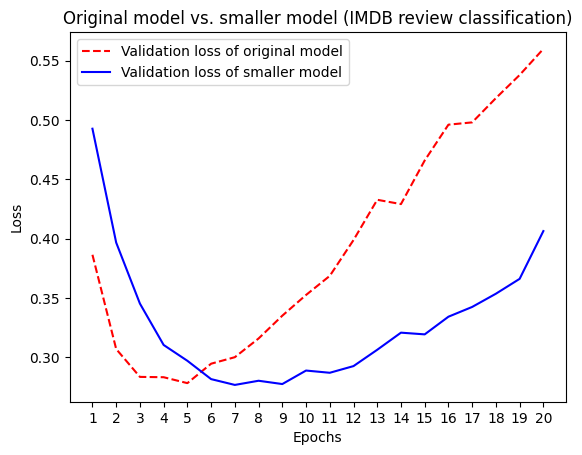 Original model vs. smaller model (IMDB review classification)
Validation loss of original model
Validation loss of smaller model
0.55
0.50
0.45
0.40
0.35
0.30
Loss
1 2 3 4 5 6 7 8 9 10 11 12 13 14 15 16 17 18 19 20
Epochs